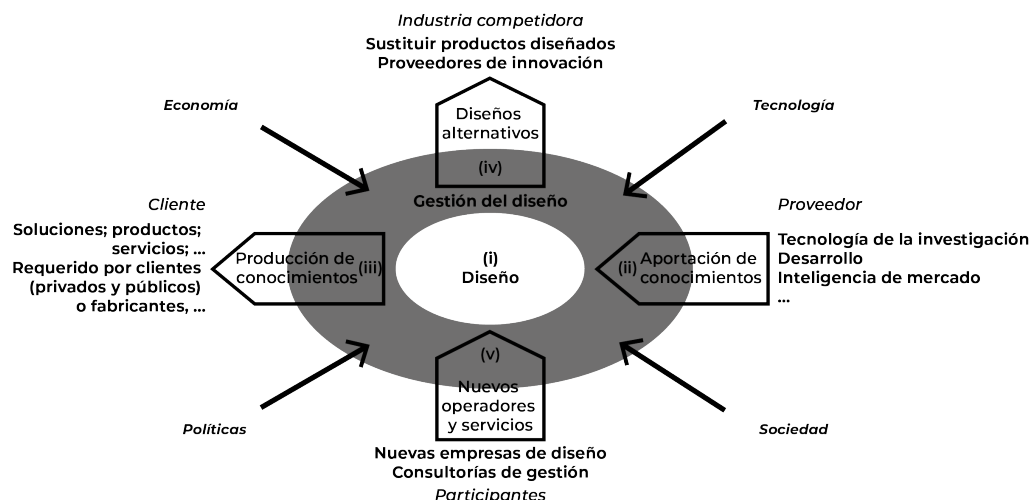 Industria competidora
Sustituir productos diseñados
Proveedores de innovación
Economía
Tecnología
Diseños
alternativos
(iv)
Gestión del diseño
Cliente
Soluciones; productos;
servicios; ...
Requerido por clientes
(privados y públicos)
o fabricantes, ...
Producción de
conocimientos
(iii)
(i)
Diseño
(ii)
Aportación de
conocimientos
Proveedor
Tecnología de la investigación
Desarrollo
Inteligencia de mercado
...
(v)
Nuevos
operadores
y servicios
Políticas
Sociedad
Nuevas empresas de diseño
Consultorías de gestión
Participantes